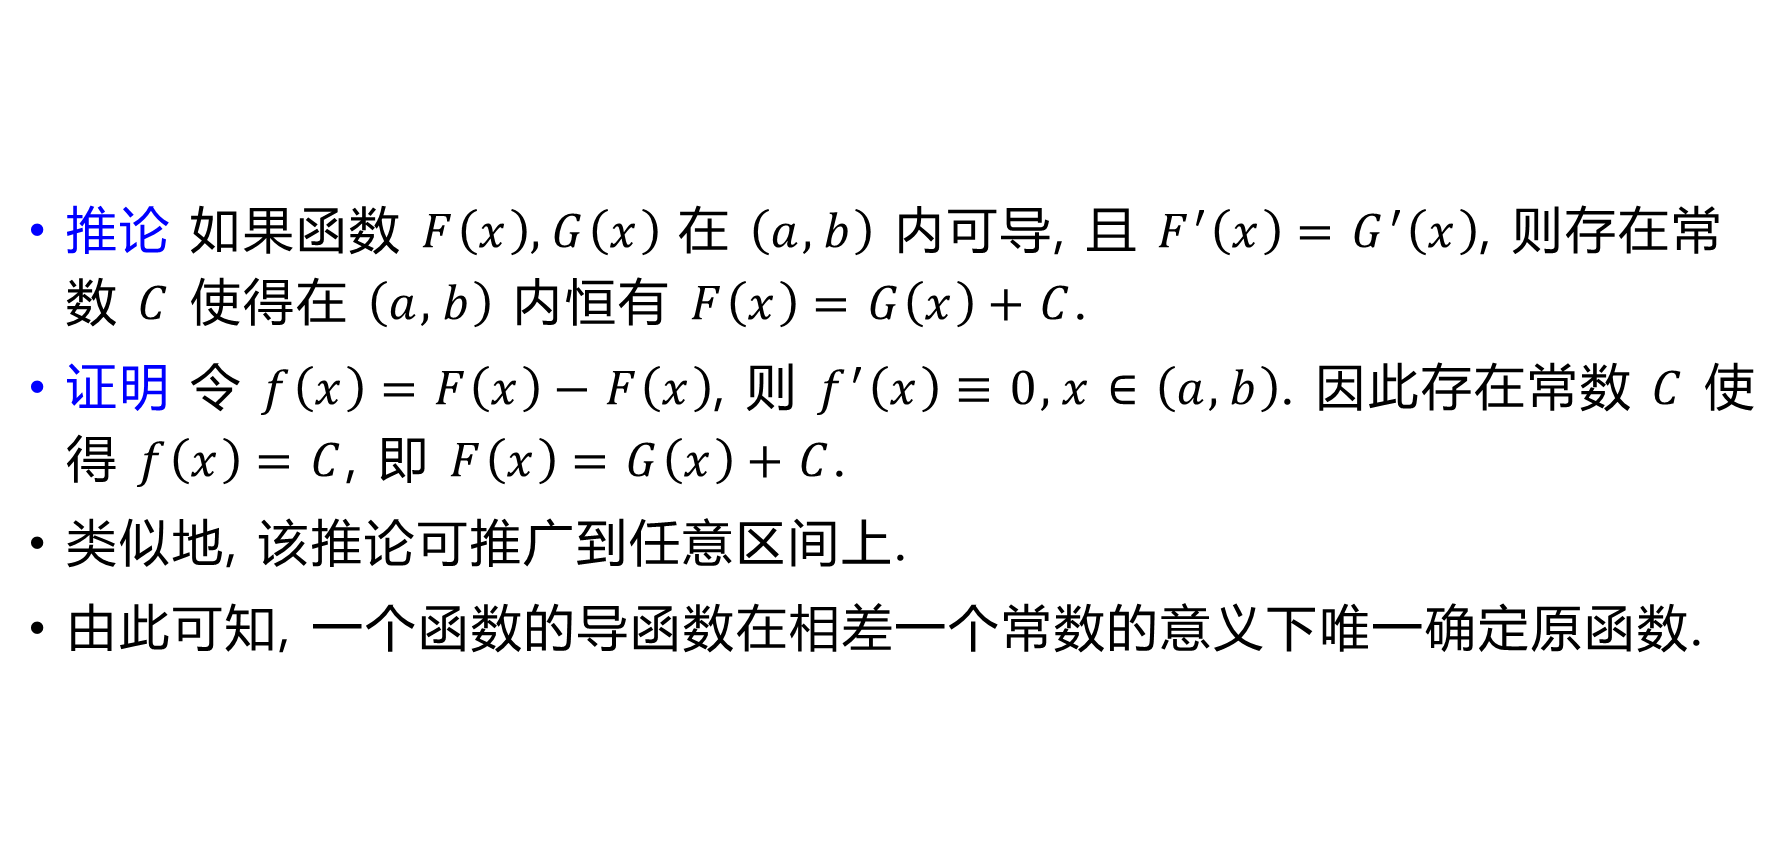 • 推论 如果函数 F(x), G(x) 在 (a, b) 内可导, 且 F′(x) = G′(x), 则存在常
数 C 使得在 (a, b) 内恒有 F(x) = G(x) + C.
• 证明 令 f(x) = F(x) − F(x), 则 f′(x) ≡ 0, x ∈ (a, b). 因此存在常数 C 使
得 f(x) = C, 即 F(x) = G(x) + C.
• 类似地, 该推论可推广到任意区间上.
• 由此可知, 一个函数的导函数在相差一个常数的意义下唯一确定原函数.